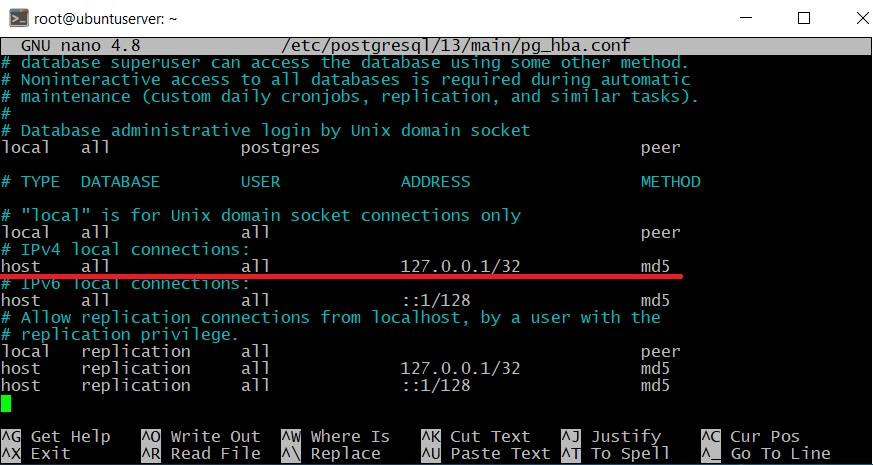 root@ubuntuserver: ~
GNU nano 4.8 /etc/postgresql/13/main/pg_hba.conf
# database superuser can access the database using some other method.
# Noninteractive access to all databases is required during automatic
# maintenance (custom daily cronjobs, replication, and similar tasks).
#
# Database administrative login by Unix domain socket
local all postgres peer
# TYPE DATABASE USER ADDRESS METHOD
# "local" is for Unix domain socket connections only
local all all peer
# IPv4 local connections:
host all all 127.0.0.1/32 md5
# IPv6 local connections:
host all all ::1/128 md5
# Allow replication connections from localhost, by a user with the
# replication privilege.
local replication all peer
host replication all 127.0.0.1/32 md5
host replication all ::1/128 md5
^G Get Help ^O Write Out ^W Where Is ^K Cut Text ^J Justify ^C Cur Pos
^X Exit ^R Read File ^\ Replace ^U Paste Text ^T To Spell ^_ Go To Line